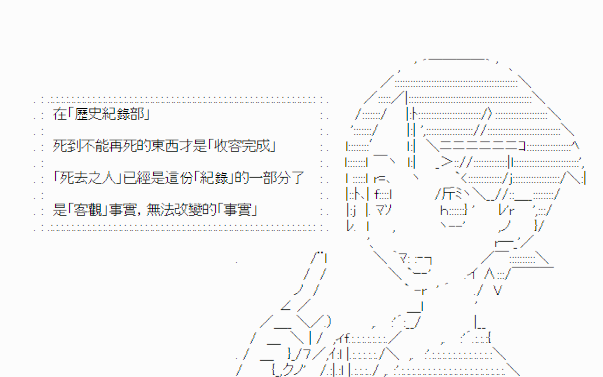 在「歷史紀錄部」
死到不能再死的東西才是「收容完成」
「死去之人」已經是這份「紀錄」的一部分了
是「客觀」事實，無法改變的「事實」